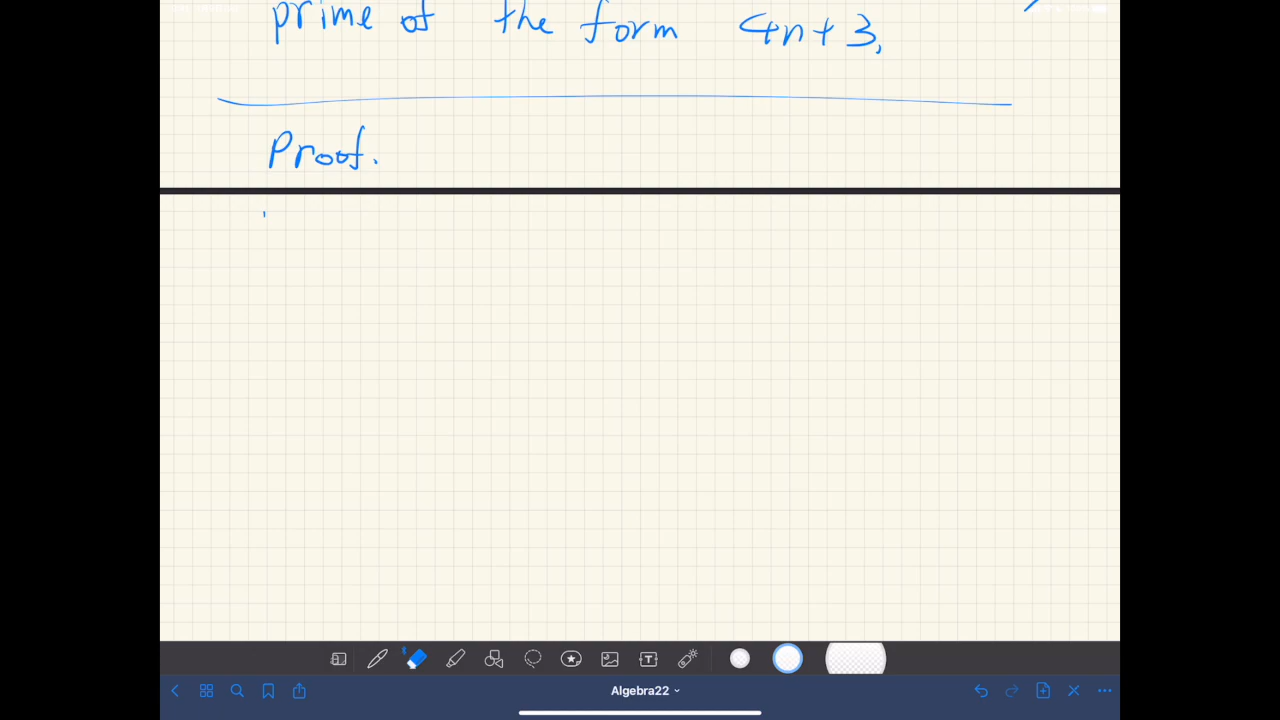 prime of the form 4n+3,
Proof.
Algebra22